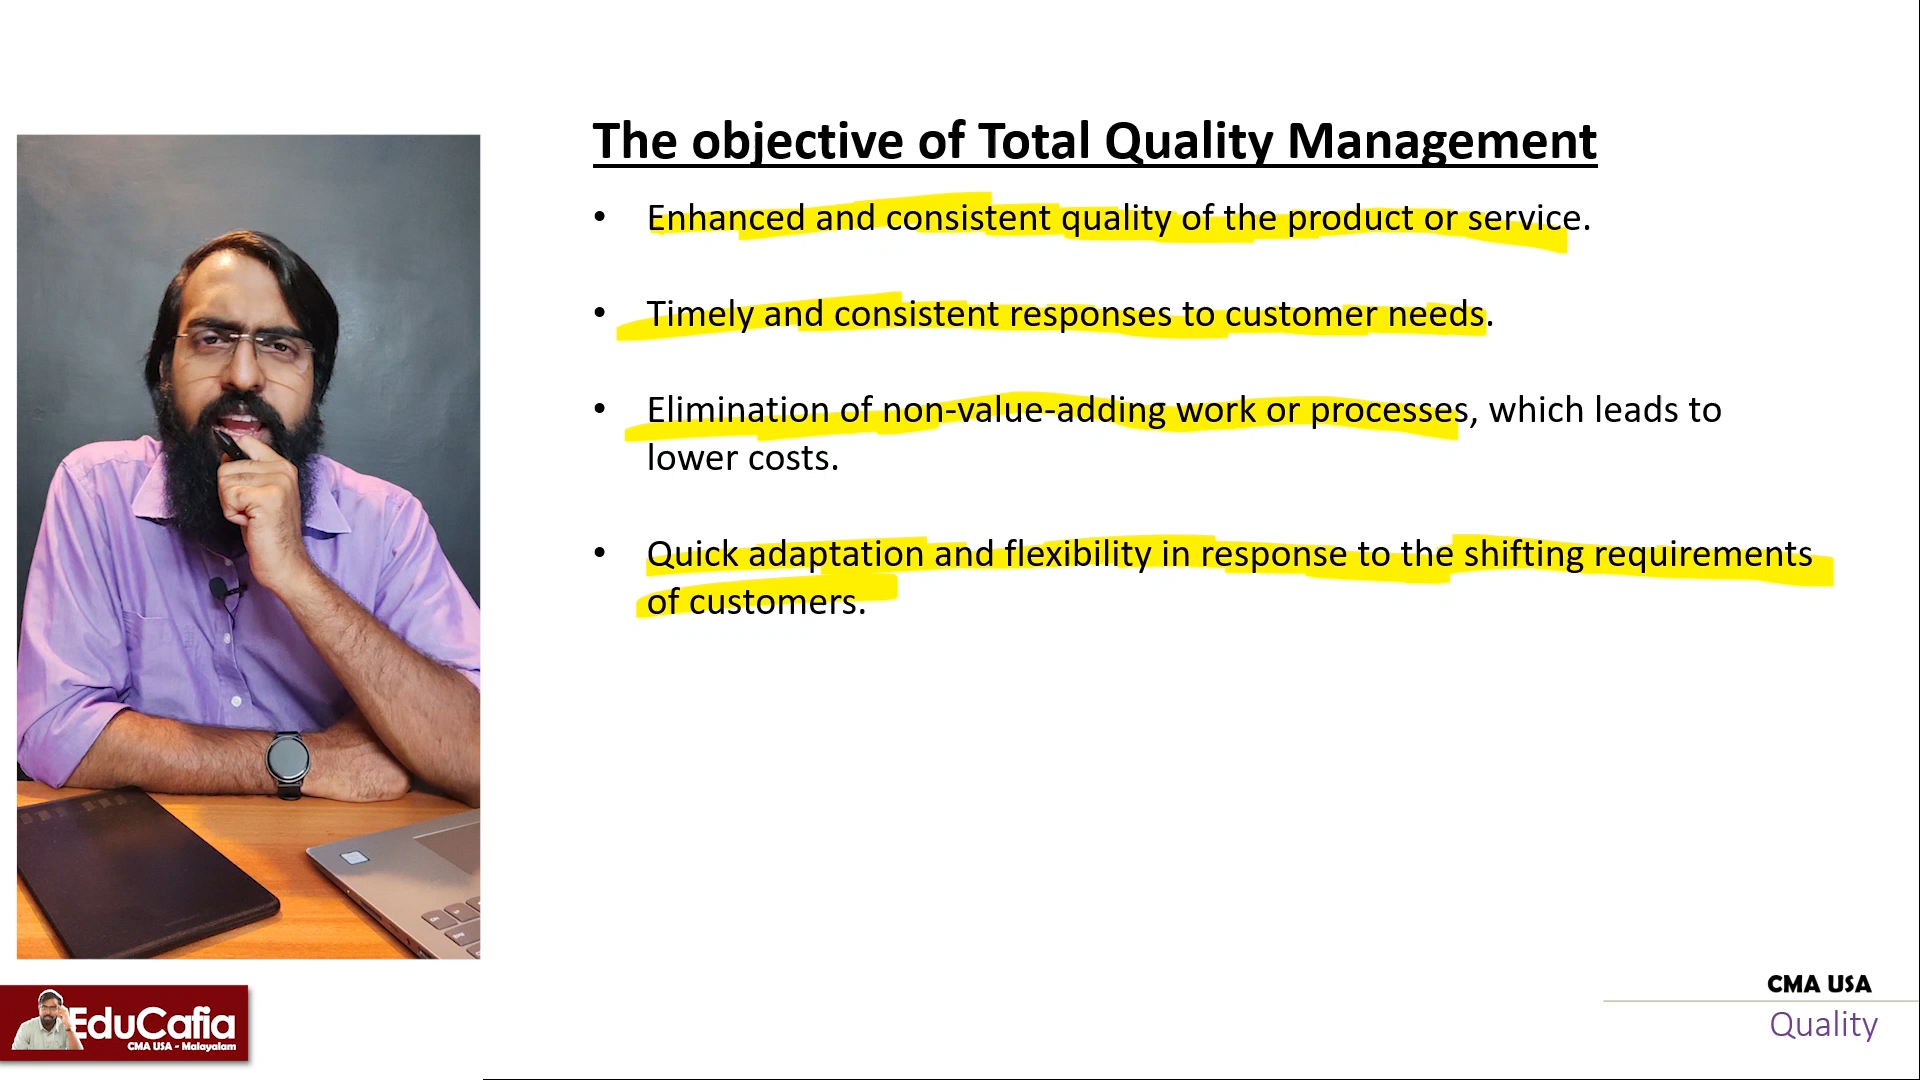 The objective of Total Quality Management
• Enhanced and consistent quality of the product or service.
• Timely and consistent responses to customer needs.
• Elimination of non-value-adding work or processes, which leads to
lower costs.
• Quick adaptation and flexibility in response to the shifting requirements
of customers.
EduCafia
CMA USA - Malayalam
CMA USA
Quality